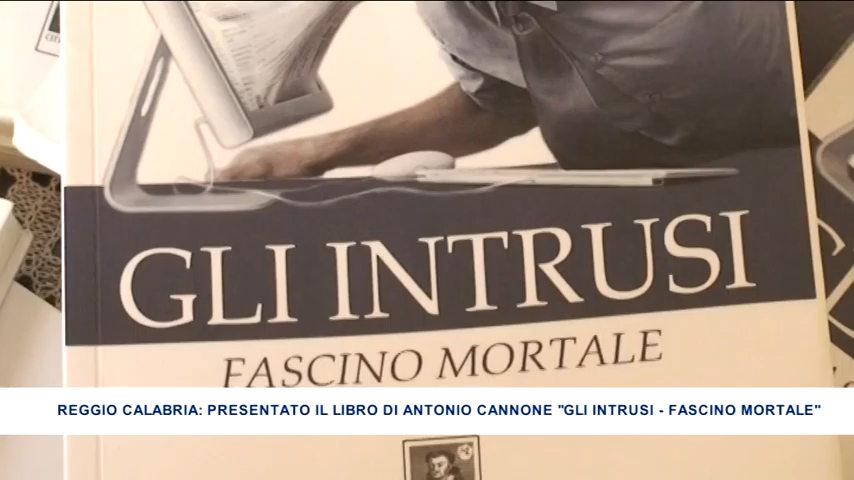 GLI INTRUSI
FASCINO MORTALE
REGGIO CALABRIA: PRESENTATO IL LIBRO DI ANTONIO CANNONE "GLI INTRUSI - FASCINO MORTALE"